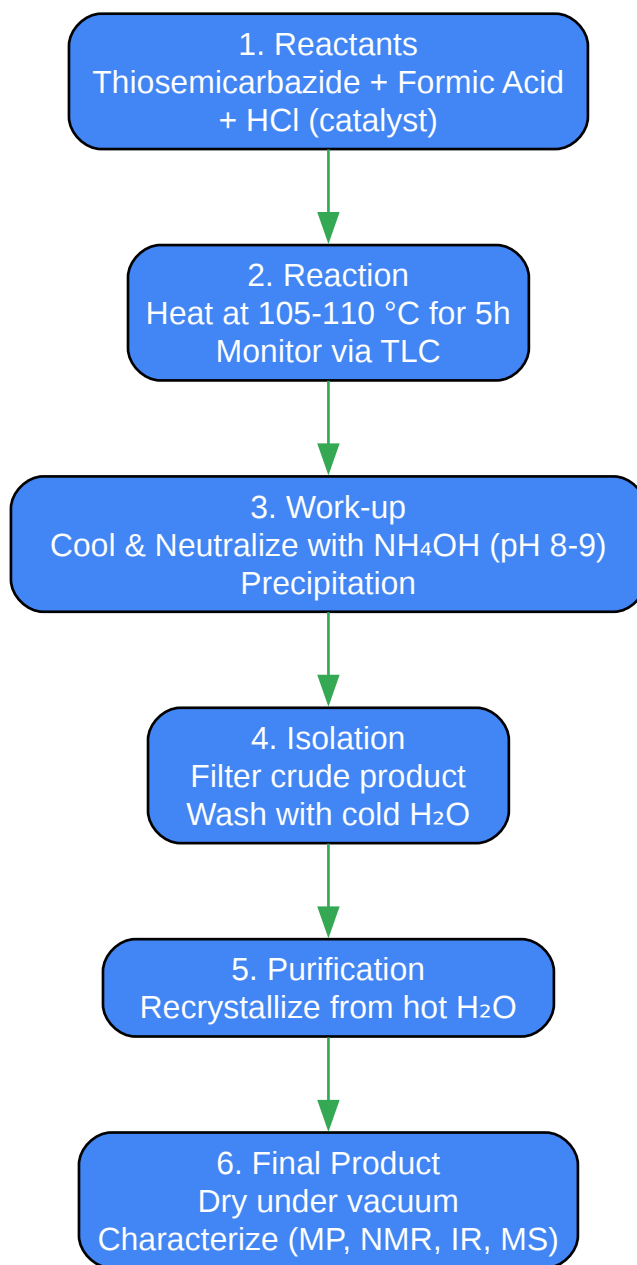 1. Reactants
Thiosemicarbazide + Formic Acid
+ HCl (catalyst)
2. Reaction
Heat at 105-110 °C for 5h
Monitor via TLC
3. Work-up
Cool & Neutralize with NH₄OH (pH 8-9)
Precipitation
4. Isolation
Filter crude product
Wash with cold H₂O
5. Purification
Recrystallize from hot H₂O
6. Final Product
Dry under vacuum
Characterize (MP, NMR, IR, MS)